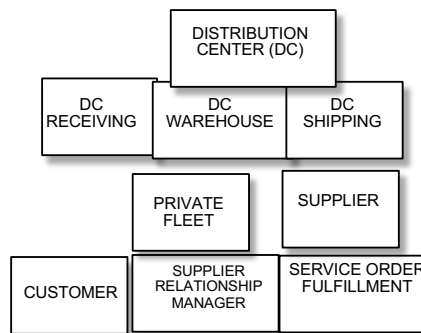 DISTRIBUTION
CENTER (DC)
DC
RECEIVING
DC
WAREHOUSE
DC
SHIPPING
PRIVATE
FLEET
SUPPLIER
CUSTOMER
SUPPLIER
RELATIONSHIP
MANAGER
SERVICE ORDER
FULFILLMENT